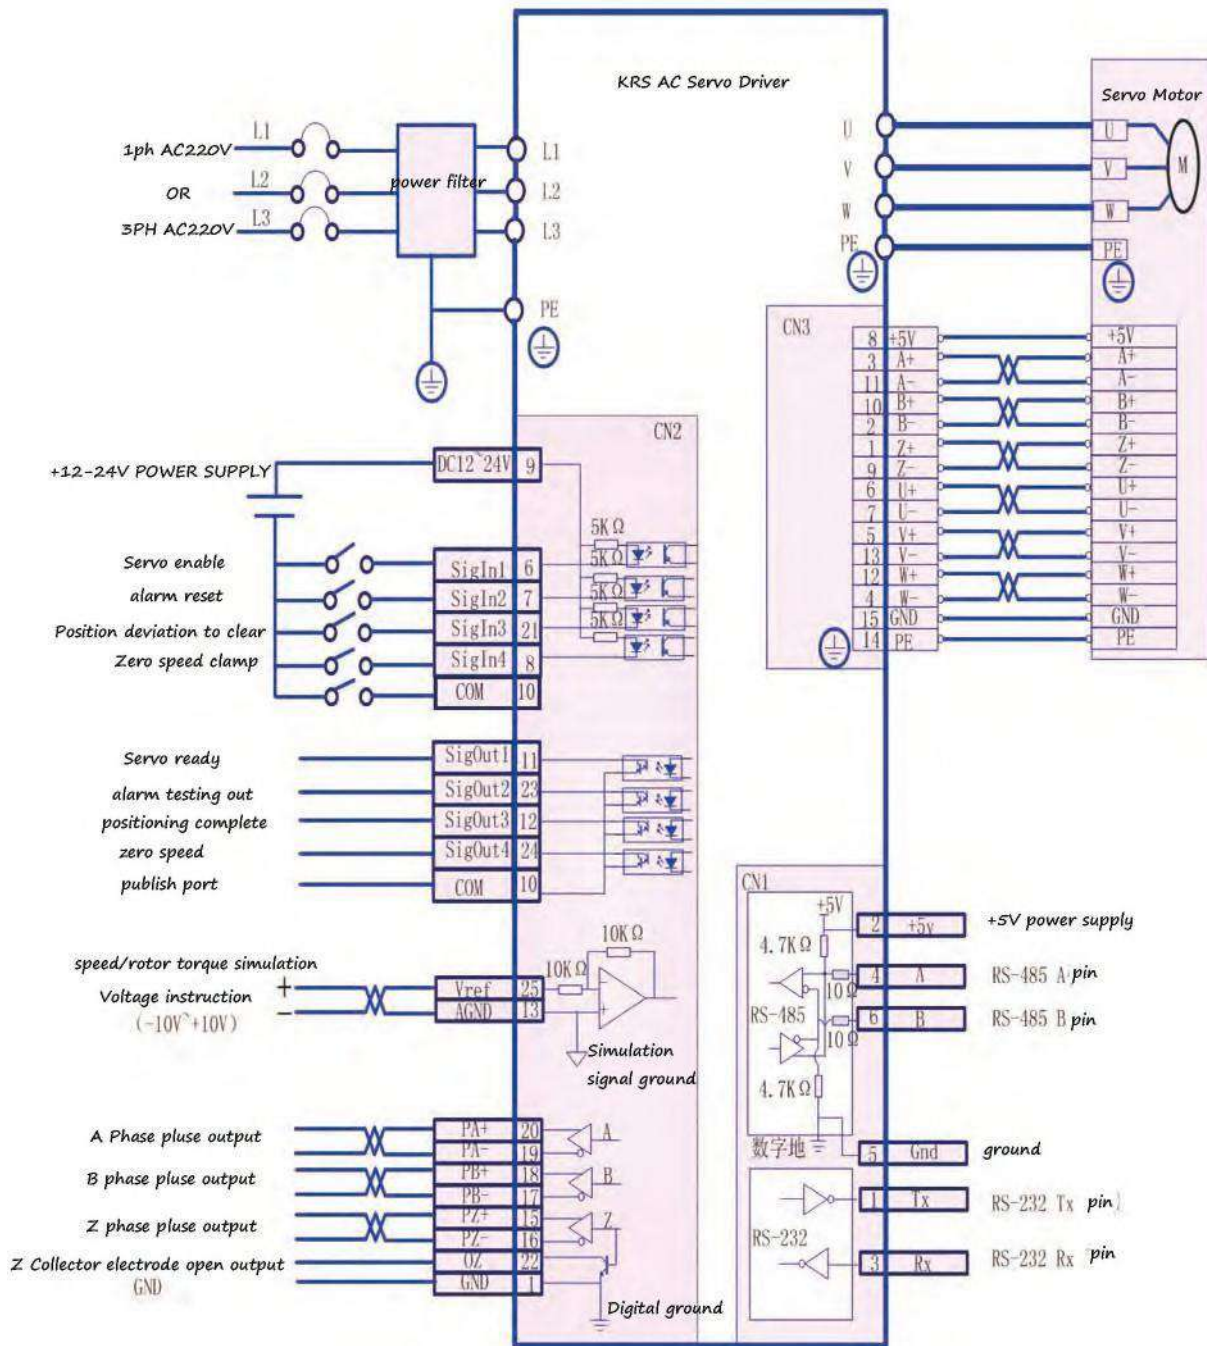 KRS AC Servo Driver
Servo Motor
1ph AC220V
L1
OR
L2
3PH AC220V
L3
power filter
L1
L2
L3
PE
U
V
W
PE
U
V
W
PE
M
CN3
8 +5V
3 A+
11 A-
10 B+
2 B-
1 Z+
9 Z-
6 U+
7 U-
5 V+
13 V-
12 W+
4 W-
15 GND
14 PE
+5V
A+
A-
B+
B-
Z+
Z-
U+
U-
V+
V-
W+
W-
GND
PE
CN2
+12-24V POWER SUPPLY
DC12~24V 9
5KΩ
5KΩ
5KΩ
5KΩ
Servo enable
SigIn1 6
alarm reset
SigIn2 7
Position deviation to clear
SigIn3 21
Zero speed clamp
SigIn4 8
COM 10
Servo ready
SigOut1 11
alarm testing out
SigOut2 23
positioning complete
SigOut3 12
zero speed
SigOut4 24
publish port
COM 10
speed/rotor torque simulation
Voltage instruction
(-10V~+10V)
+
-
Vref 25
AGND 13
10KΩ
10KΩ
-
+
Simulation
signal ground
A Phase pluse output
PA+ 20
PA- 19
A
B phase pluse output
PB+ 18
PB- 17
B
Z phase pluse output
PZ+ 15
PZ- 16
Z
Z Collector electrode open output
OZ 22
GND
GND 1
Digital ground
CN1
+5V
4.7KΩ
10Ω
RS-485
10Ω
4.7KΩ
数字地
RS-232
2 +5v
+5V power supply
4 A
RS-485 A pin
6 B
RS-485 B pin
5 Gnd
ground
1 Tx
RS-232 Tx pin
3 Rx
RS-232 Rx pin